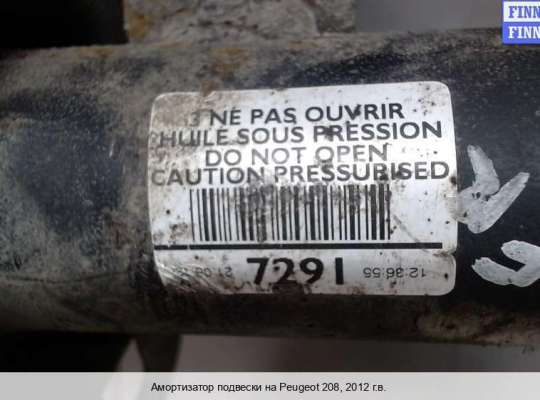 FINN
FINN
3 NE PAS OUVRIR
HUILE SOUS PRESSION
DO NOT OPEN
CAUTION PRESSURISED
7291
12:36:55
Амортизатор подвески на Peugeot 208, 2012 г.в.